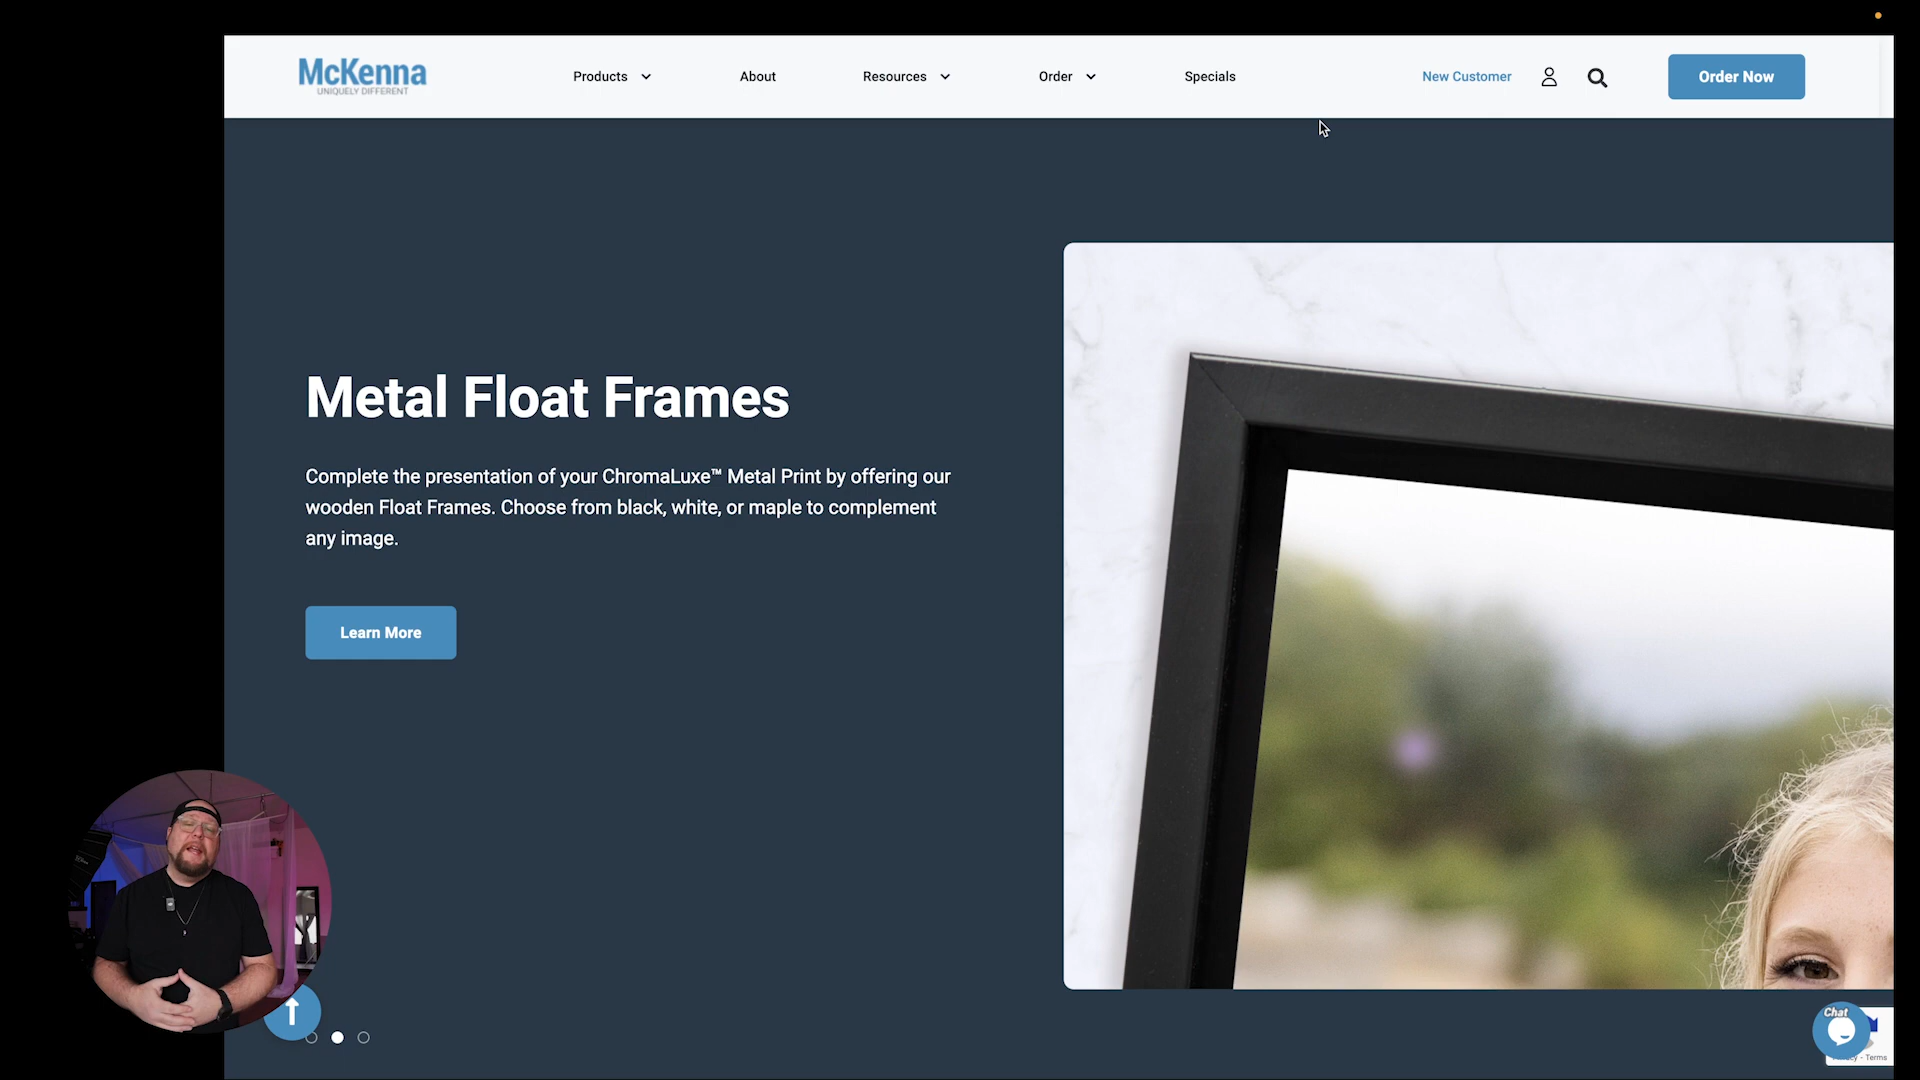 McKenna
UNIQUELY DIFFERENT
Products
About
Resources
Order
Specials
New Customer
Order Now
Metal Float Frames
Complete the presentation of your ChromaLuxe™ Metal Print by offering our
wooden Float Frames. Choose from black, white, or maple to complement
any image.
Learn More
Chat
- Terms